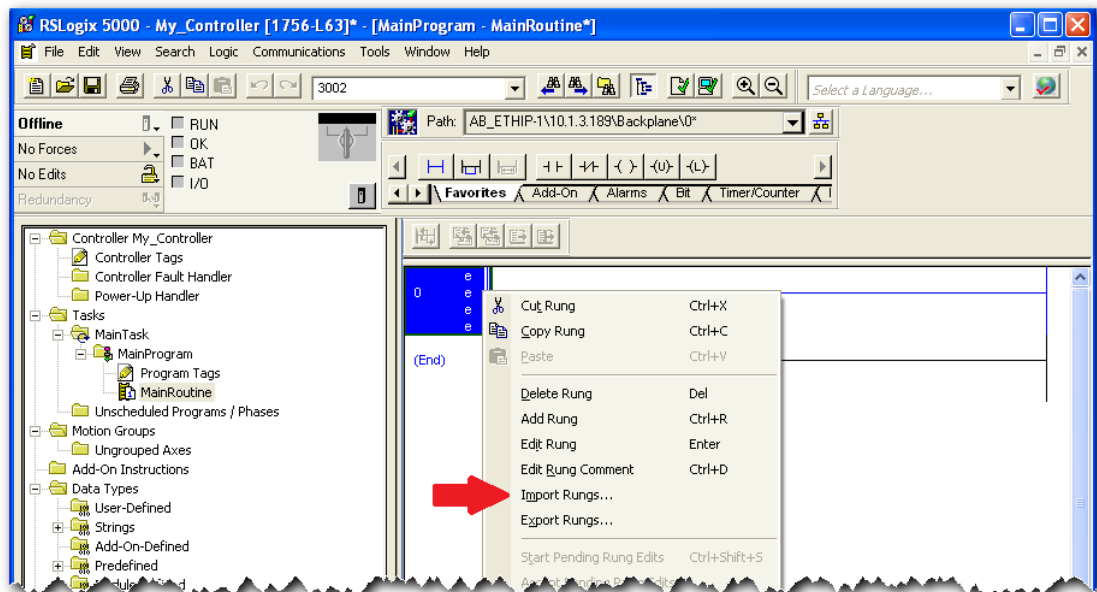 RSLogix 5000 - My_Controller [1756-L63]* - [MainProgram - MainRoutine*]
File Edit View Search Logic Communications Tools Window Help
3002
Select a Language...
Offline
RUN
No Forces
OK
No Edits
BAT
Redundancy
I/O
Path: AB_ETHIP-1\10.1.3.189\Backplane\0*
Favorites Add-On Alarms Bit Timer/Counter
Controller My_Controller
Controller Tags
Controller Fault Handler
Power-Up Handler
Tasks
MainTask
MainProgram
Program Tags
MainRoutine
Unscheduled Programs / Phases
Motion Groups
Ungrouped Axes
Add-On Instructions
Data Types
User-Defined
Strings
Add-On-Defined
Predefined
0
e
e
e
e
(End)
Cut Rung Ctrl+X
Copy Rung Ctrl+C
Paste Ctrl+V
Delete Rung Del
Add Rung Ctrl+R
Edit Rung Enter
Edit Rung Comment Ctrl+D
Import Rungs...
Export Rungs...
Start Pending Rung Edits Ctrl+Shift+S